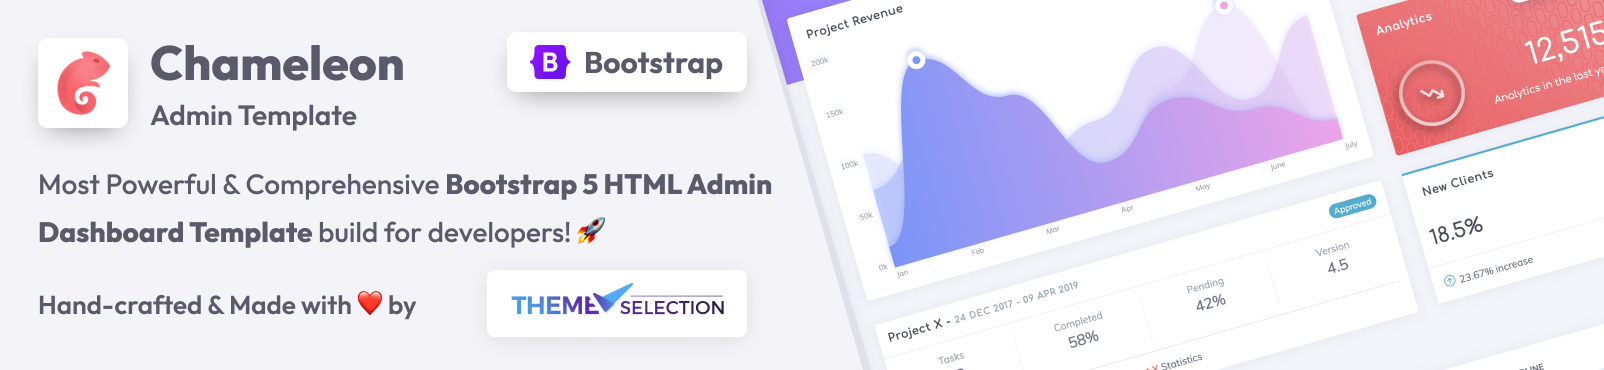 Chameleon
Admin Template
B Bootstrap
Most Powerful & Comprehensive Bootstrap 5 HTML Admin
Dashboard Template build for developers! 🚀
Hand-crafted & Made with ❤️ by
THEME SELECTION
Project Revenue
200k
150k
100k
50k
0k
Jan
Feb
Mar
Apr
May
June
July
Analytics
12,515
Analytics in the last
New Clients
18.5%
23.67% increase
Approved
Project X - 24 DEC 2017 - 09 APR 2019
Tasks
Completed
58%
Pending
42%
Version
4.5
X Statistics